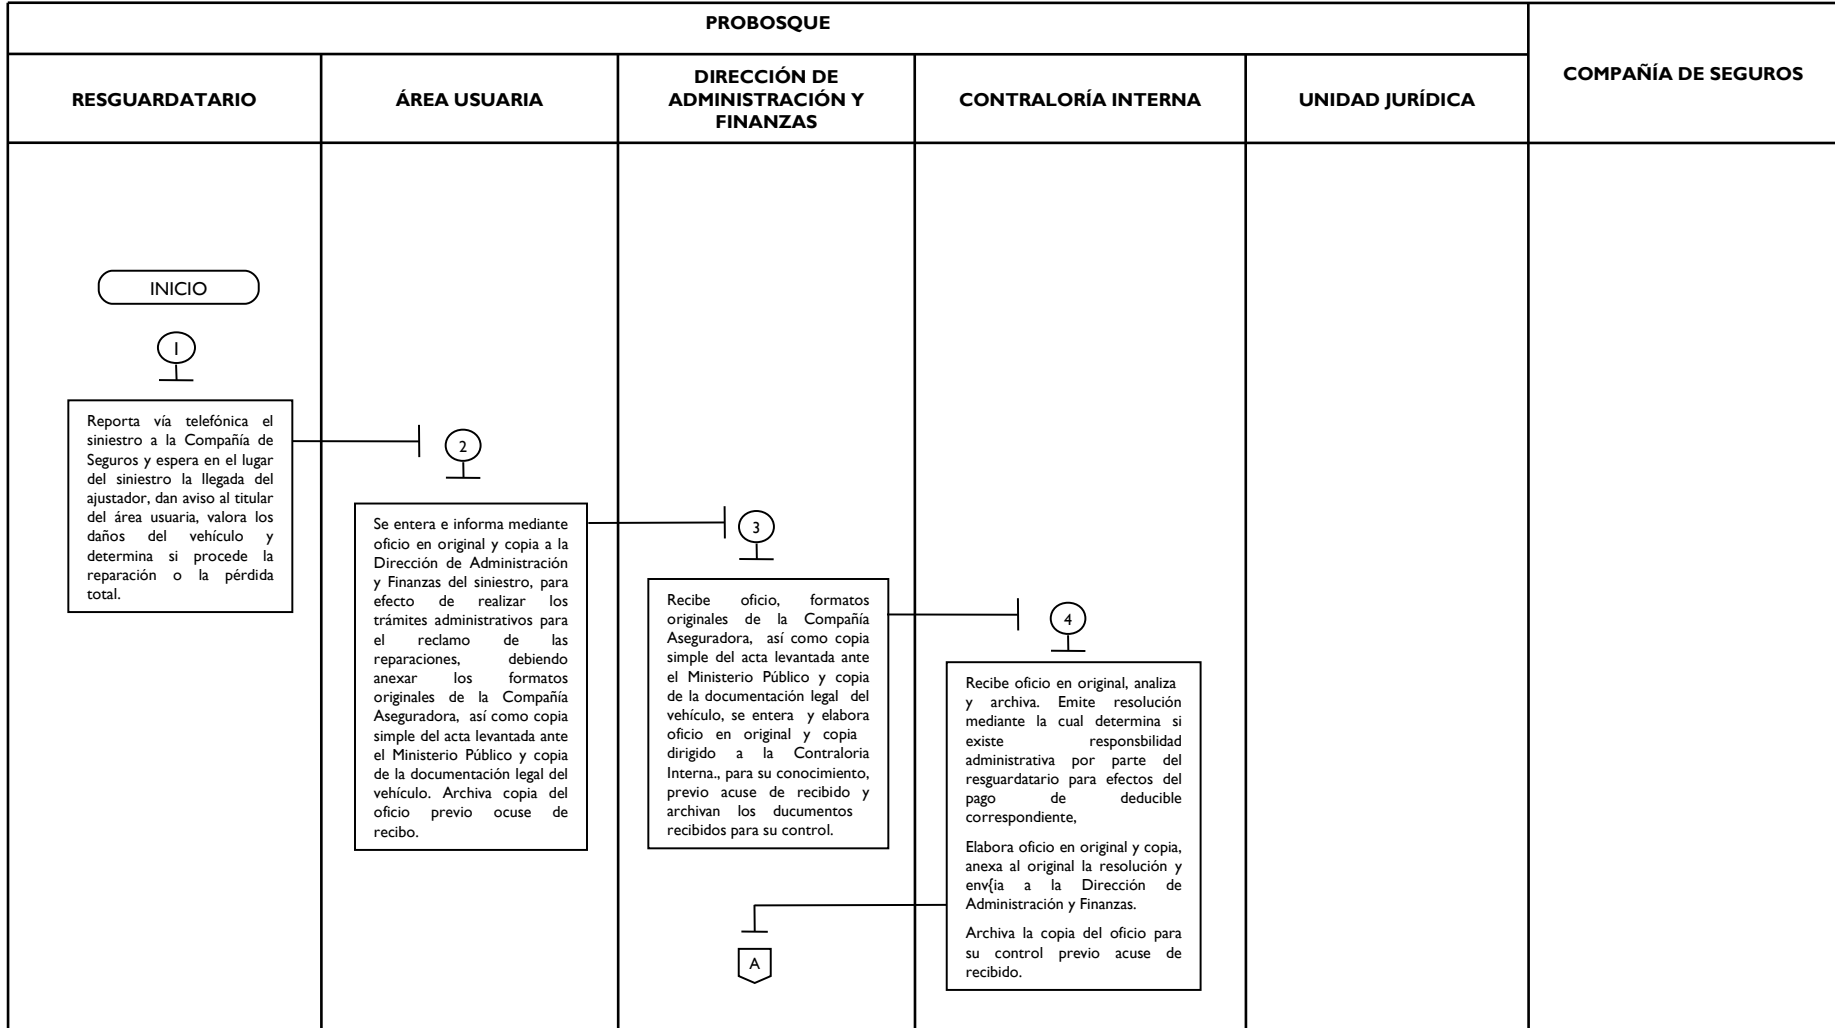 PROBOSQUE
COMPAÑÍA DE SEGUROS
RESGUARDATARIO
ÁREA USUARIA
DIRECCIÓN DE
ADMINISTRACIÓN Y
FINANZAS
CONTRALORÍA INTERNA
UNIDAD JURÍDICA
INICIO
1
Reporta vía telefónica el
siniestro a la Compañía de
Seguros y espera en el lugar
del siniestro la llegada del
ajustador, dan aviso al titular
del área usuaria, valora los
daños del vehículo y
determina si procede la
reparación o la pérdida
total.
2
Se entera e informa mediante
oficio en original y copia a la
Dirección de Administración
y Finanzas del siniestro, para
efecto de realizar los
trámites administrativos para
el reclamo de las
reparaciones, debiendo
anexar los formatos
originales de la Compañía
Aseguradora, así como copia
simple del acta levantada ante
el Ministerio Público y copia
de la documentación legal del
vehículo. Archiva copia del
oficio previo ocuse de
recibo.
3
Recibe oficio, formatos
originales de la Compañía
Aseguradora, así como copia
simple del acta levantada ante
el Ministerio Público y copia
de la documentación legal del
vehículo, se entera y elabora
oficio en original y copia
dirigido a la Contraloria
Interna., para su conocimiento,
previo acuse de recibido y
archivan los ducumentos
recibidos para su control.
4
Recibe oficio en original, analiza
y archiva. Emite resolución
mediante la cual determina si
existe responsbilidad
administrativa por parte del
resguardatario para efectos del
pago de deducible
correspondiente,
Elabora oficio en original y copia,
anexa al original la resolución y
env{ia a la Dirección de
Administración y Finanzas.
Archiva la copia del oficio para
su control previo acuse de
recibido.
A